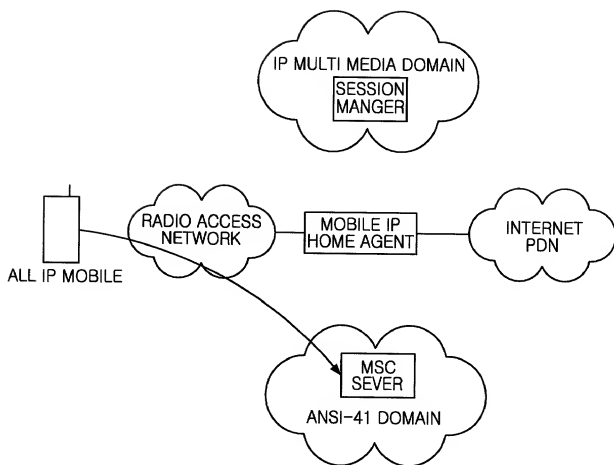 IP MULTI MEDIA DOMAIN
SESSION
MANGER
RADIO ACCESS
NETWORK
MOBILE IP
HOME AGENT
INTERNET
PDN
ALL IP MOBILE
MSC
SEVER
ANSI-41 DOMAIN